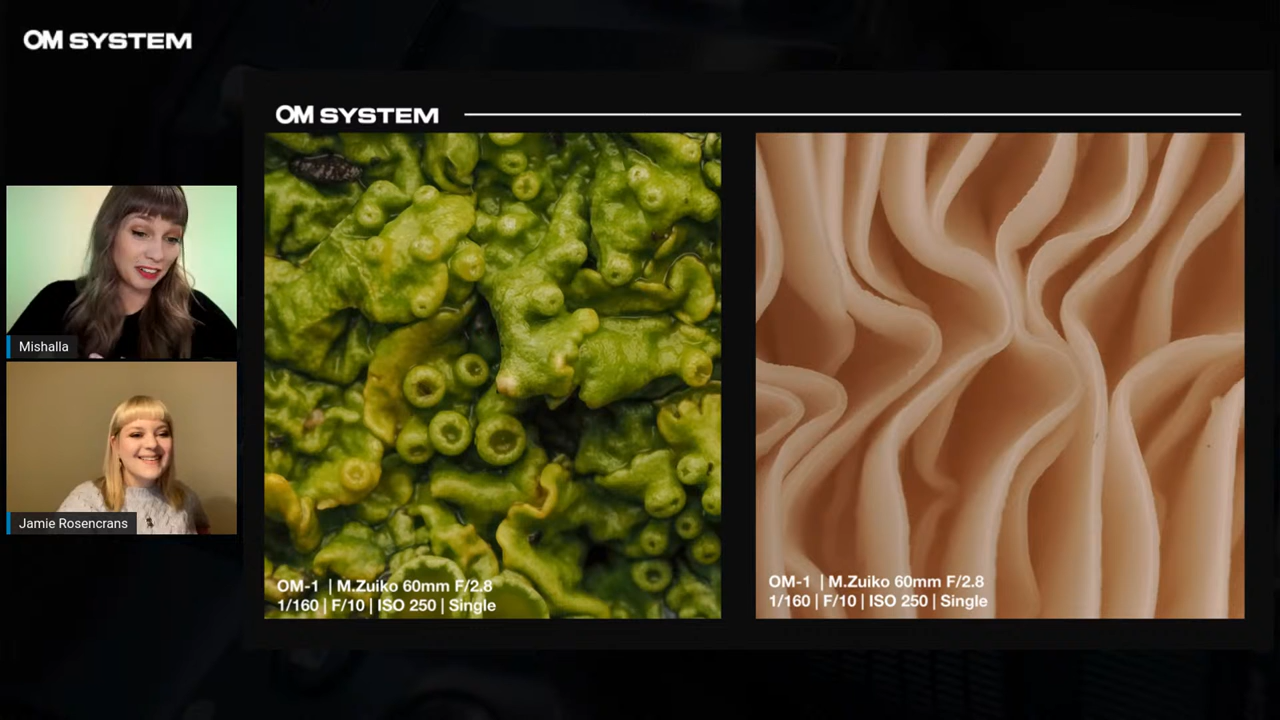 OM SYSTEM
OM SYSTEM
Mishalla
Jamie Rosencrans
OM-1 | M.Zuiko 60mm F/2.8
1/160 | F/10 | ISO 250 | Single
OM-1 | M.Zuiko 60mm F/2.8
1/160 | F/10 | ISO 250 | Single